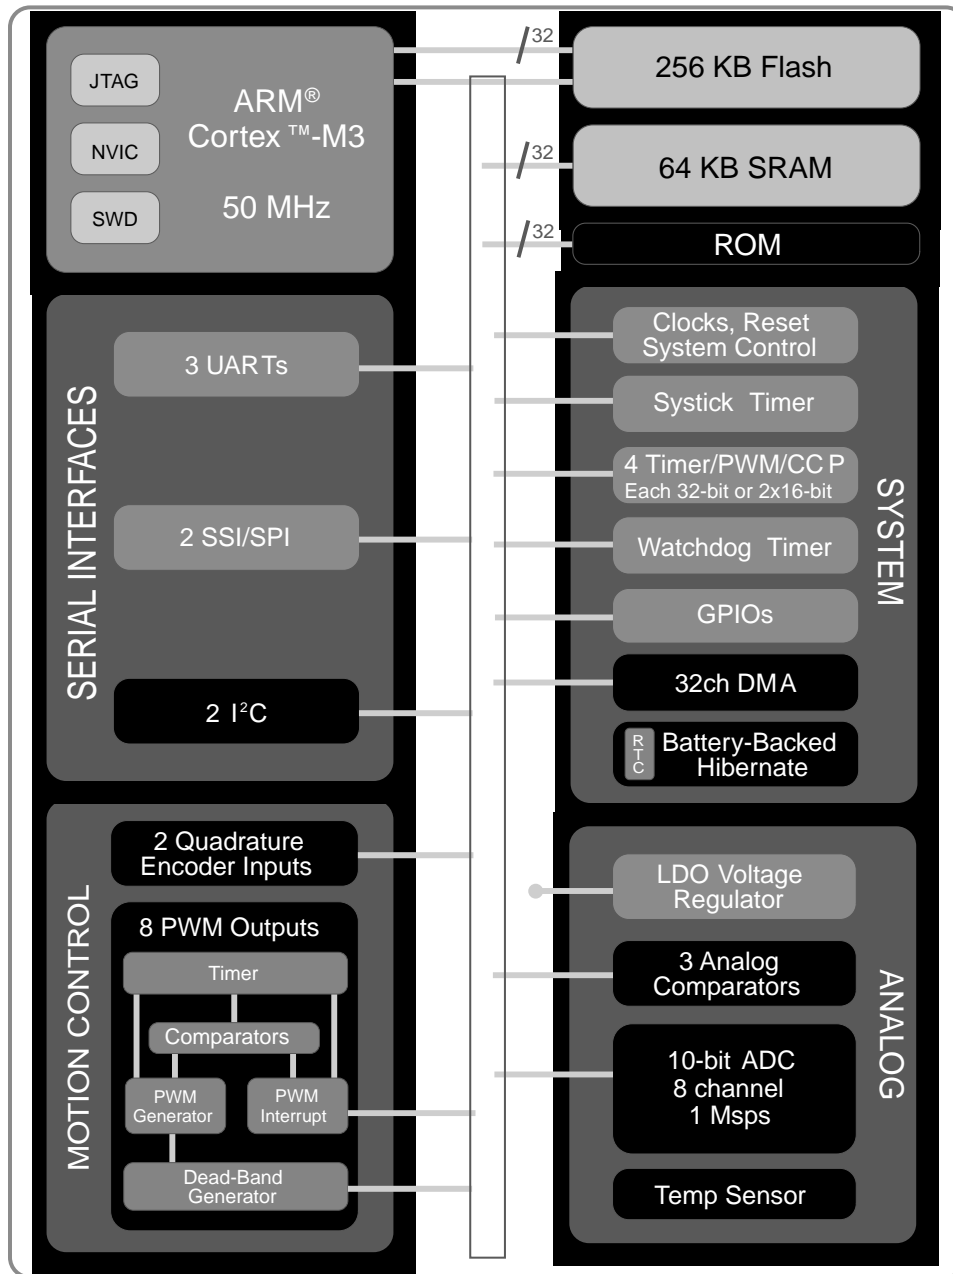 JTAG
NVIC
SWD
ARM®
Cortex™-M3
50 MHz
32
256 KB Flash
32
64 KB SRAM
32
ROM
SERIAL INTERFACES
3 UARTs
2 SSI/SPI
2 I²C
Clocks, Reset
System Control
Systick Timer
4 Timer/PWM/CCP
Each 32-bit or 2x16-bit
Watchdog Timer
GPIOs
32ch DMA
RTC
Battery-Backed
Hibernate
SYSTEM
MOTION CONTROL
2 Quadrature
Encoder Inputs
8 PWM Outputs
Timer
Comparators
PWM
Generator
PWM
Interrupt
Dead-Band
Generator
LDO Voltage
Regulator
3 Analog
Comparators
10-bit ADC
8 channel
1 Msps
Temp Sensor
ANALOG